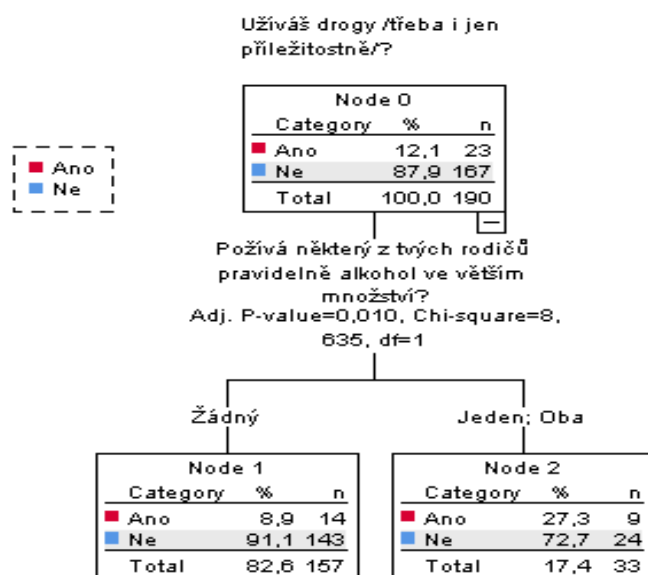 Užíváš drogy /třeba i jen
příležitostně/?
Node 0
Category % n
Ano 12,1 23
Ne 87,9 167
Total 100,0 190
Ano
Ne
Požívá některý z tvých rodičů
pravidelně alkohol ve větším
množství?
Adj. P-value=0,010, Chi-square=8,
635, df=1
Žádný
Jeden; Oba
Node 1
Category % n
Ano 8,9 14
Ne 91,1 143
Total 82,6 157
Node 2
Category % n
Ano 27,3 9
Ne 72,7 24
Total 17,4 33